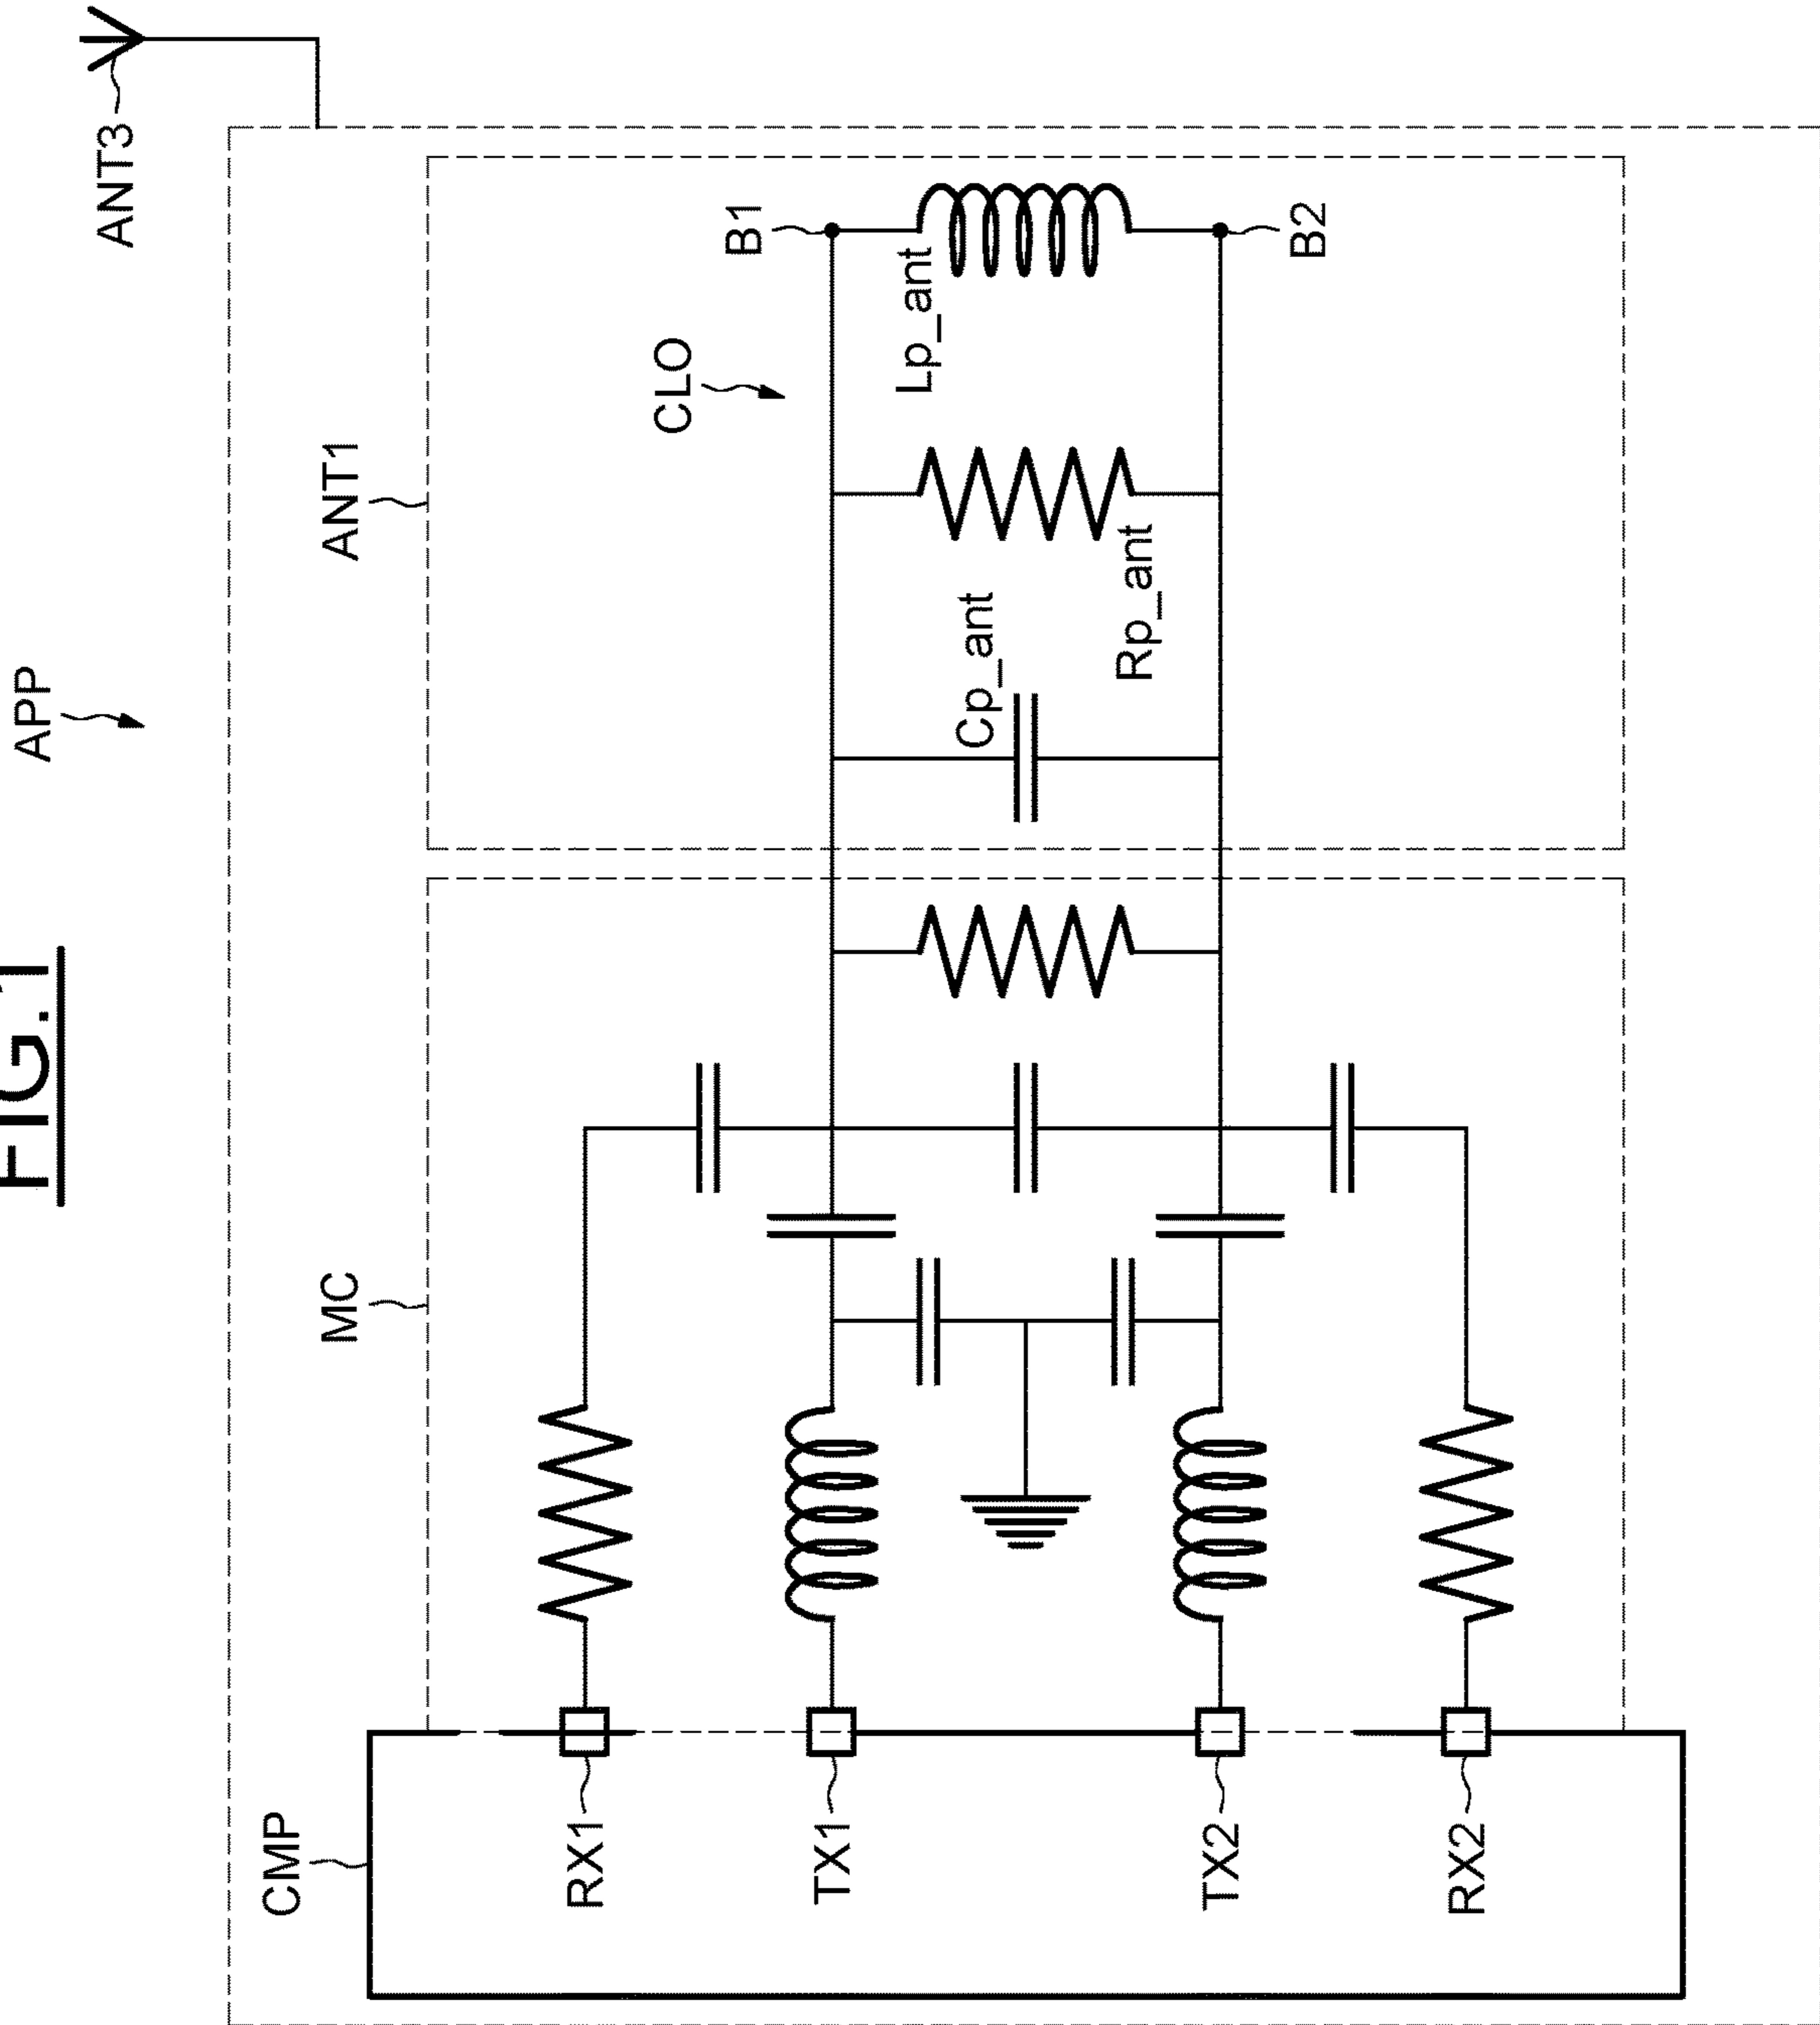 FIG.1
APP
ANT3
MC
ANT1
CMP
CLO
B1
B2
Lp_ant
Cp_ant
Rp_ant
RX1
TX1
TX2
RX2